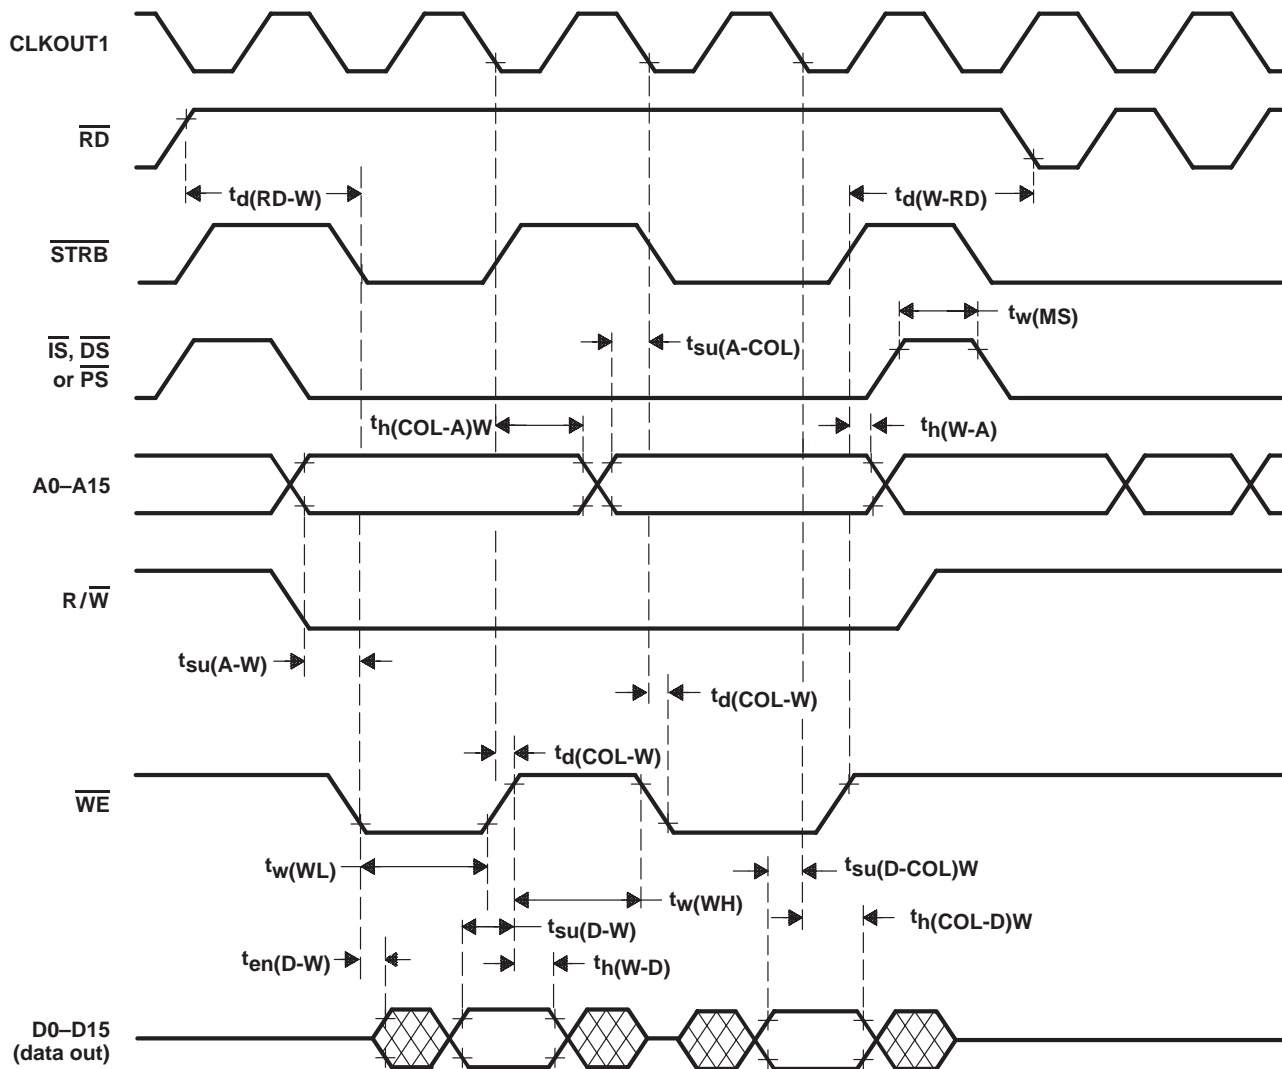 CLKOUT1
RD
td(RD-W)
td(W-RD)
STRB
tw(MS)
IS, DS
or PS
tsu(A-COL)
th(COL-A)W
th(W-A)
A0–A15
R/W
tsu(A-W)
td(COL-W)
td(COL-W)
WE
tw(WL)
tsu(D-COL)W
tw(WH)
th(COL-D)W
tsu(D-W)
ten(D-W)
th(W-D)
D0–D15
(data out)